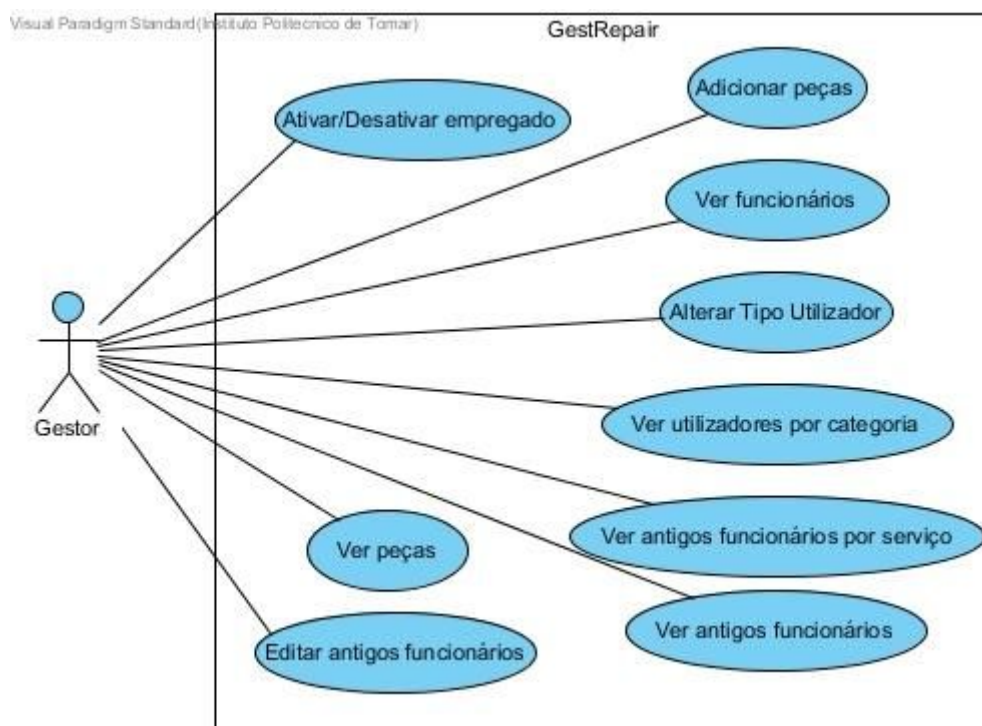 Visual Paradigm Standard(Instituto Politecnico de Tomar)
GestRepair
Ativar/Desativar empregado
Adicionar peças
Ver funcionários
Alterar Tipo Utilizador
Gestor
Ver utilizadores por categoria
Ver antigos funcionários por serviço
Ver peças
Ver antigos funcionários
Editar antigos funcionários